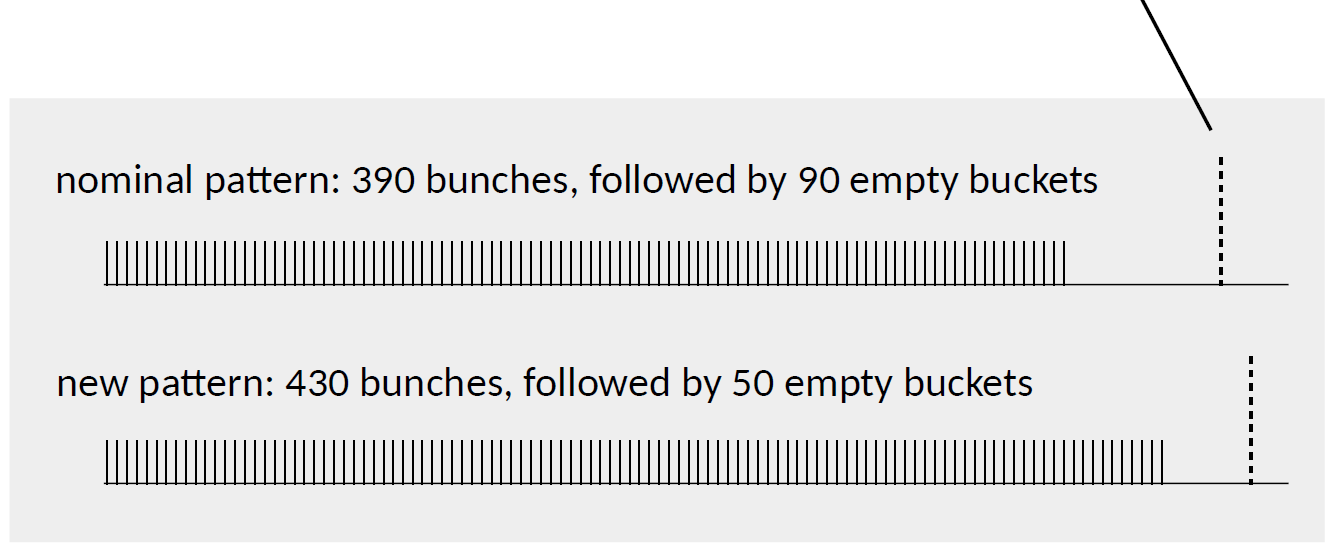 nominal pattern: 390 bunches, followed by 90 empty buckets
new pattern: 430 bunches, followed by 50 empty buckets